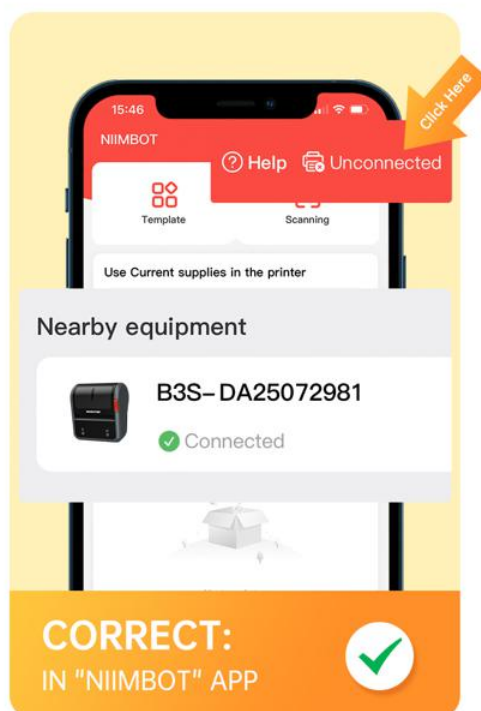 15:46
NIIMBOT
Click Here
Help
Unconnected
Template
Scanning
Use Current supplies in the printer
Nearby equipment
B3S-DA25072981
Connected
CORRECT:
IN "NIIMBOT" APP